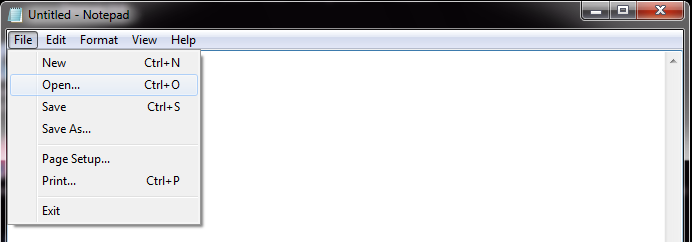 Untitled - Notepad
File Edit Format View Help
New Ctrl+N
Open... Ctrl+O
Save Ctrl+S
Save As...
Page Setup...
Print... Ctrl+P
Exit